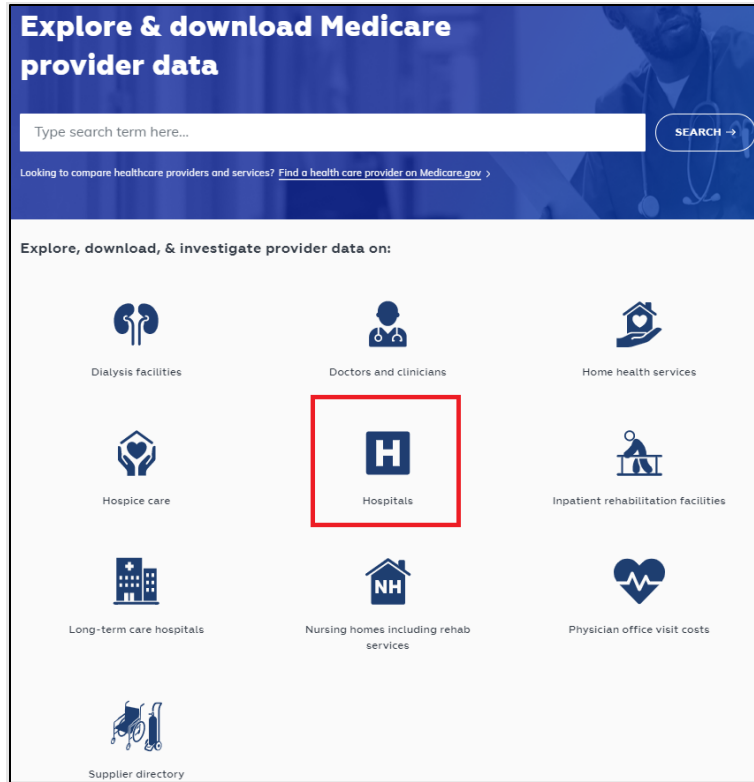 Explore & download Medicare
provider data
Type search term here...
SEARCH →
Looking to compare healthcare providers and services? Find a health care provider on Medicare.gov >
Explore, download, & investigate provider data on:
Dialysis facilities
Doctors and clinicians
Home health services
Hospice care
H
Hospitals
Inpatient rehabilitation facilities
Long-term care hospitals
NH
Nursing homes including rehab
services
Physician office visit costs
Supplier directory